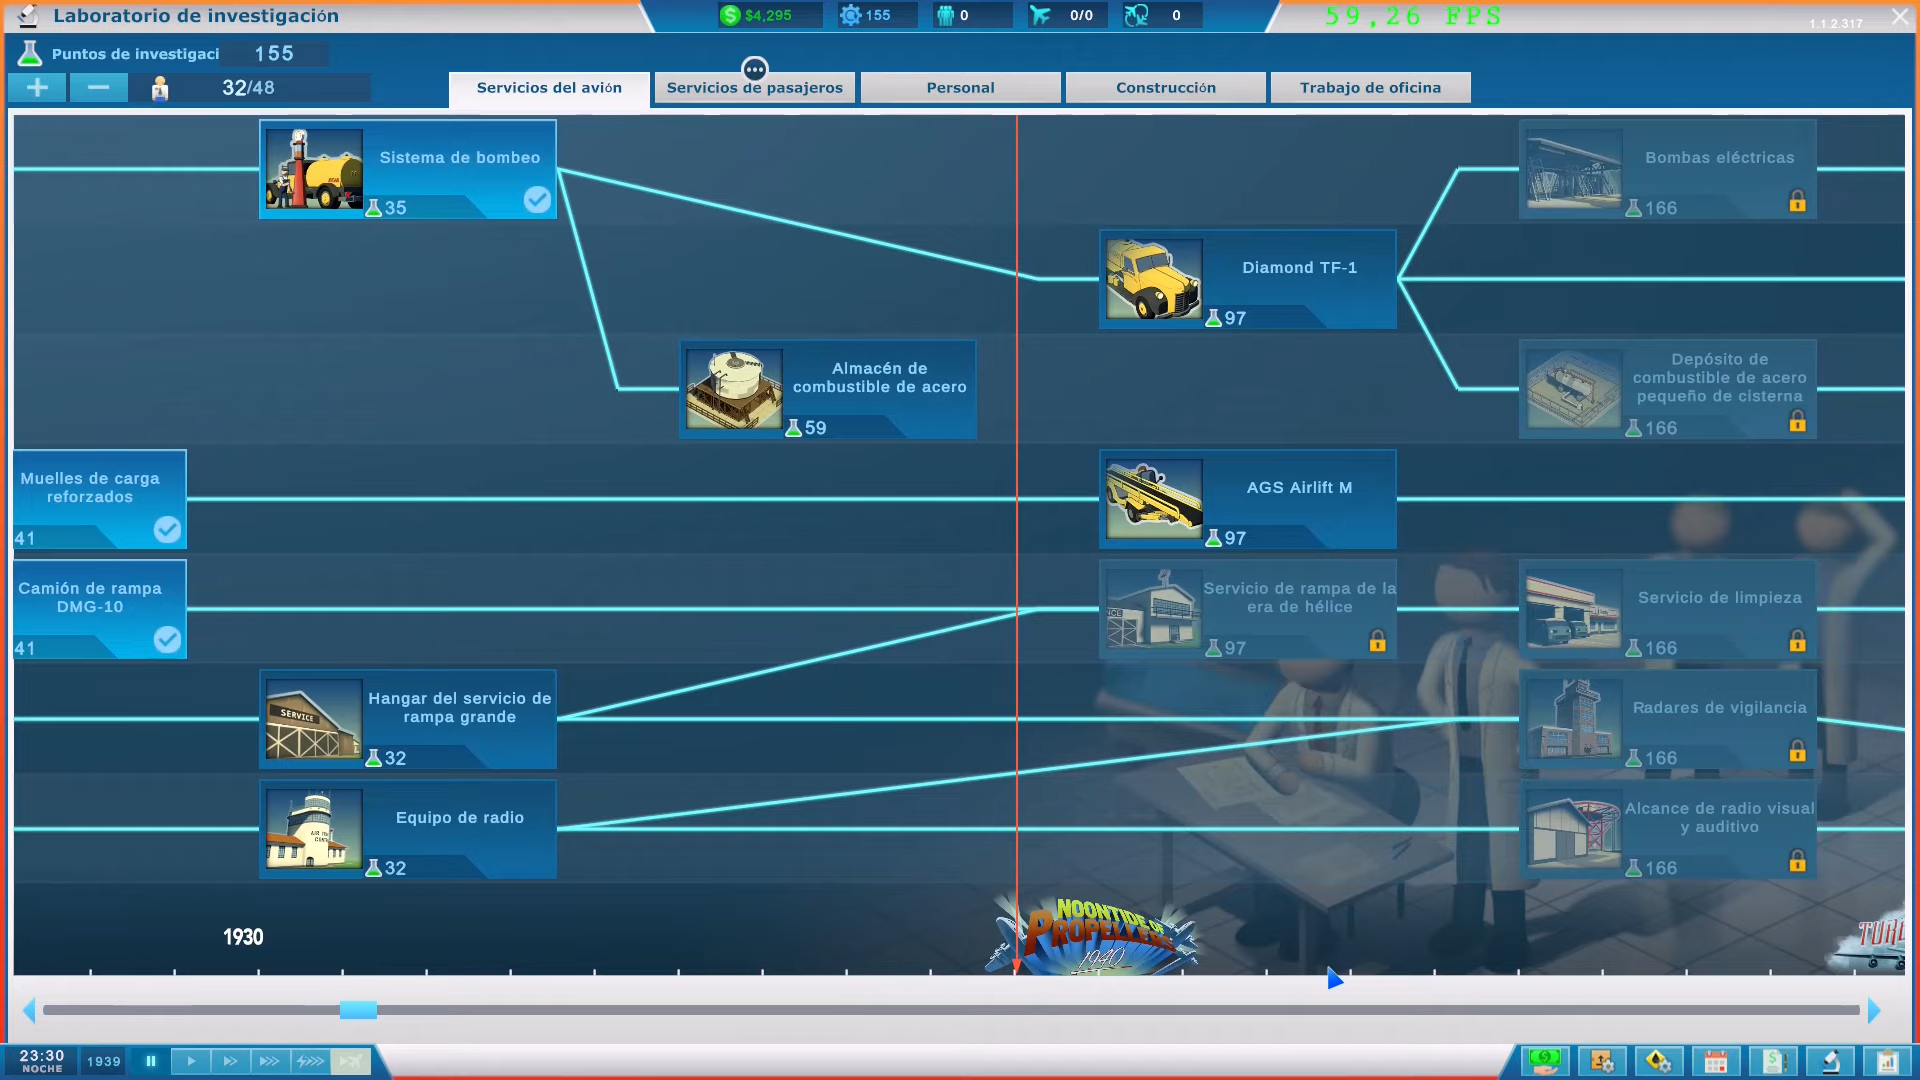 Laboratorio de investigación
$4,295
155
0
0/0
0
59,26 FPS
1.1.2.317
Puntos de investigaci
155
32/48
Servicios del avión
Servicios de pasajeros
Personal
Construcción
Trabajo de oficina
Sistema de bombeo
35
Bombas eléctricas
166
Diamond TF-1
97
Almacén de
combustible de acero
59
Depósito de
combustible de acero
pequeño de cisterna
166
Muelles de carga
reforzados
41
AGS Airlift M
97
Camión de rampa
DMG-10
41
Servicio de rampa de la
era de hélice
97
Servicio de limpieza
166
SERVICE
Hangar del servicio de
rampa grande
32
Radares de vigilancia
166
Equipo de radio
32
Alcance de radio visual
y auditivo
166
1930
NOONTIDE OF
PROPELLERS
1940
23:30
NOCHE
1939